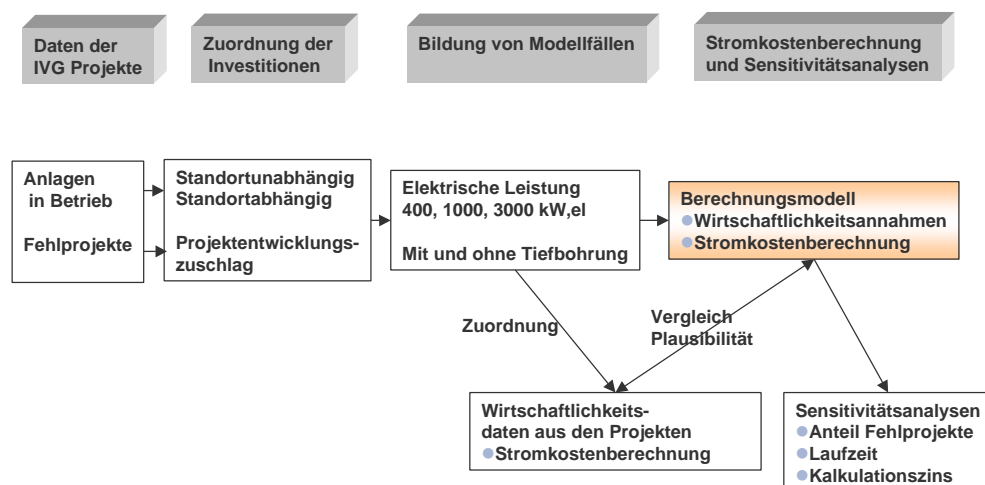 Daten der
IVG Projekte
Zuordnung der
Investitionen
Bildung von Modellfällen
Stromkostenberechnung
und Sensitivitätsanalysen
Anlagen
in Betrieb
Fehlprojekte
Standortunabhängig
Standortabhängig
Projektentwicklungs-
zuschlag
Elektrische Leistung
400, 1000, 3000 kW,el
Mit und ohne Tiefbohrung
Berechnungsmodell
Wirtschaftlichkeitsannahmen
Stromkostenberechnung
Zuordnung
Vergleich
Plausibilität
Wirtschaftlichkeits-
daten aus den Projekten
Stromkostenberechnung
Sensitivitätsanalysen
Anteil Fehlprojekte
Laufzeit
Kalkulationszins